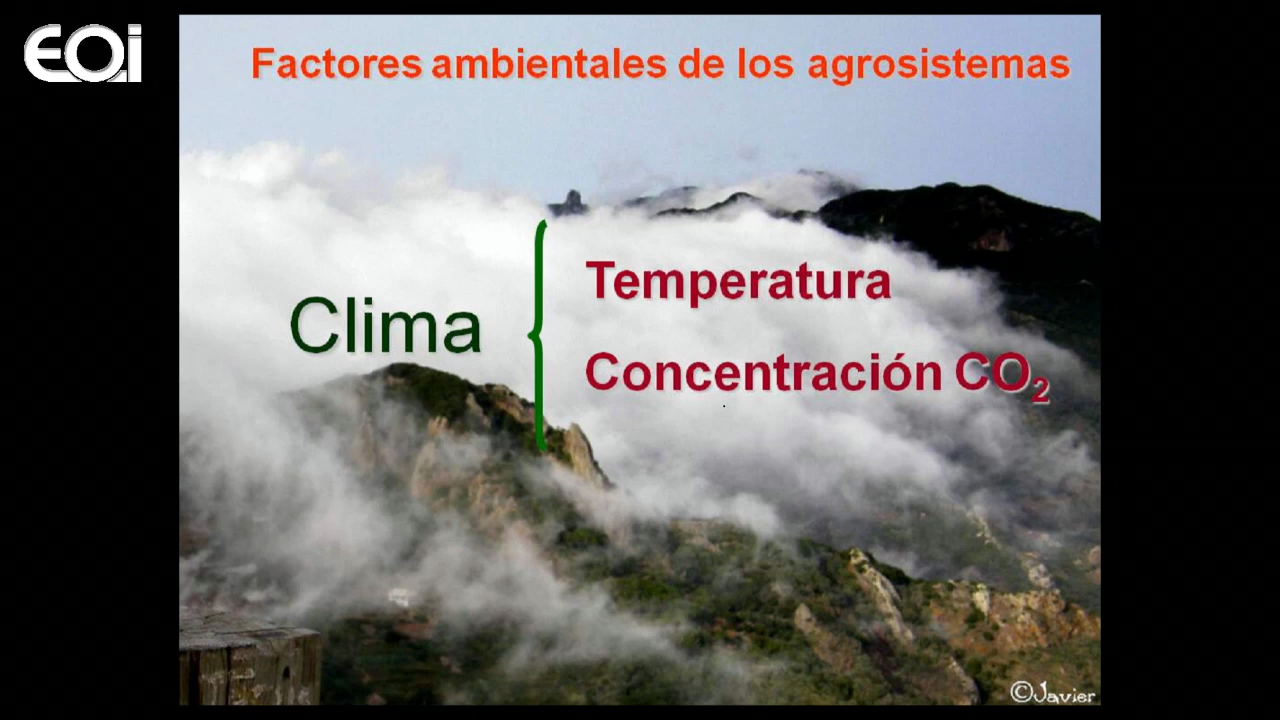 EOi
Factores ambientales de los agrosistemas
Clima
Temperatura
Concentración CO₂
©Javier